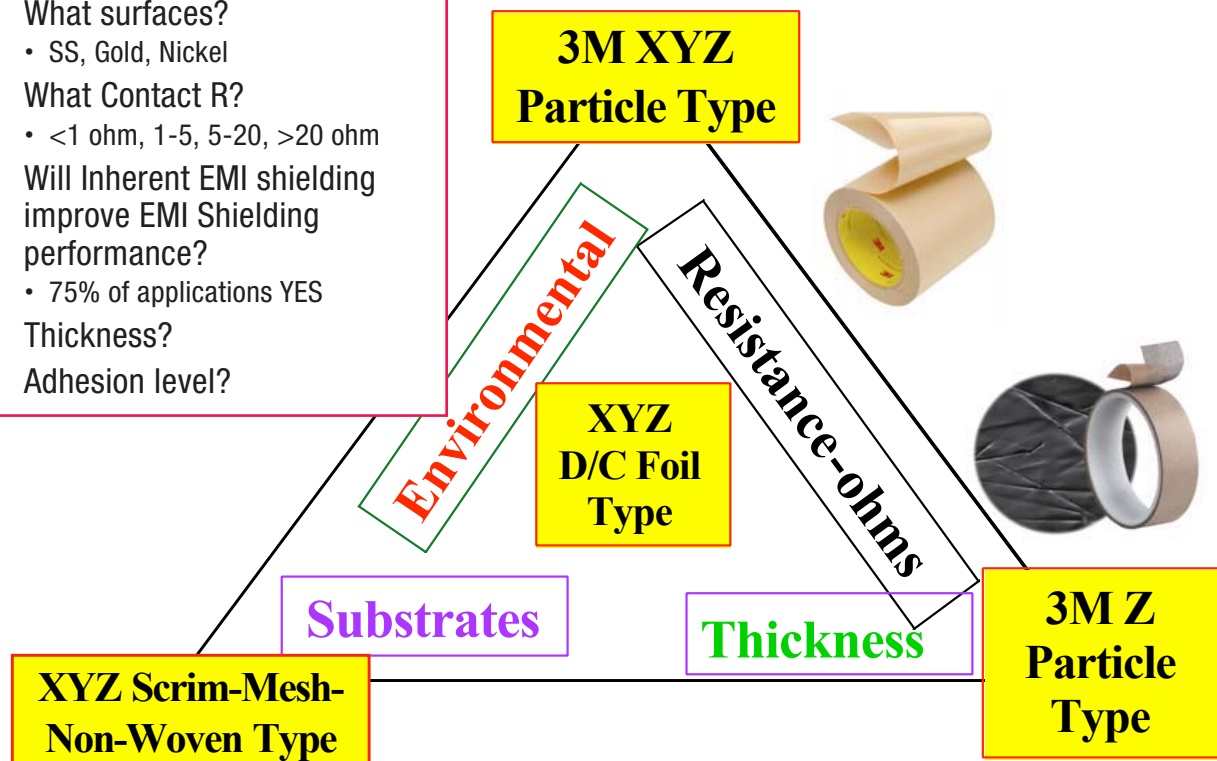 What surfaces?
• SS, Gold, Nickel
What Contact R?
• <1 ohm, 1-5, 5-20, >20 ohm
Will Inherent EMI shielding
improve EMI Shielding
performance?
• 75% of applications YES
Thickness?
Adhesion level?
3M XYZ
Particle Type
Environmental
Resistance-ohms
XYZ
D/C Foil
Type
Substrates
Thickness
XYZ Scrim-Mesh-
Non-Woven Type
3M Z
Particle
Type
3M